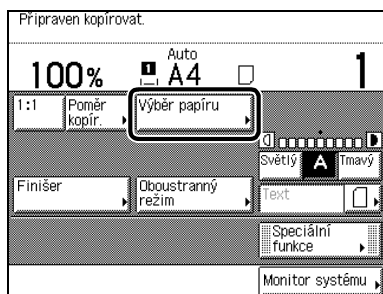 Připraven kopírovat.
100% 1 Auto A4 1
1:1 Poměr kopír. Výběr papíru
Světlý A Tmavý
Finišer Oboustranný režim Text
Speciální funkce
Monitor systému